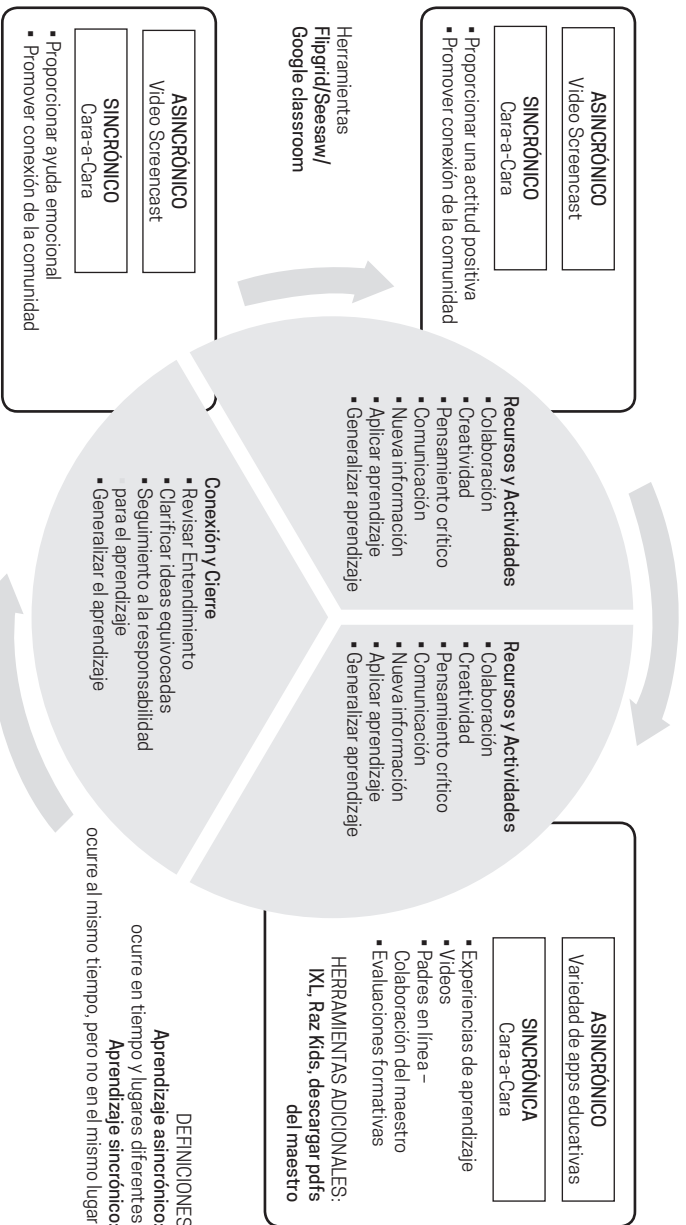 ASINCRÓNICO
Video Screencast
SINCRÓNICO
Cara-a-Cara
▪ Proporcionar una actitud positiva
▪ Promover conexión de la comunidad
Recursos y Actividades
▪ Colaboración
▪ Creatividad
▪ Pensamiento crítico
▪ Comunicación
▪ Nueva información
▪ Aplicar aprendizaje
▪ Generalizar aprendizaje
Recursos y Actividades
▪ Colaboración
▪ Creatividad
▪ Pensamiento crítico
▪ Comunicación
▪ Nueva información
▪ Aplicar aprendizaje
▪ Generalizar aprendizaje
ASINCRÓNICO
Variedad de apps educativas
SINCRÓNICA
Cara-a-Cara
▪ Experiencias de aprendizaje
▪ Videos
▪ Padres en línea –
Colaboración del maestro
▪ Evaluaciones formativas
HERRAMIENTAS ADICIONALES:
IXL, Raz Kids, descargar pdfs
del maestro
Herramientas
Flipgrid/Seesaw/
Google classroom
ASINCRÓNICO
Video Screencast
SINCRÓNICO
Cara-a-Cara
▪ Proporcionar ayuda emocional
▪ Promover conexión de la comunidad
Conexión y Cierre
▪ Revisar Entendimiento
▪ Clarificar ideas equivocadas
▪ Seguimiento a la responsabilidad
para el aprendizaje
▪ Generalizar el aprendizaje
DEFINICIONES
Aprendizaje asincrónico:
ocurre en tiempo y lugares diferentes
Aprendizaje sincrónico:
ocurre al mismo tiempo, pero no en el mismo lugar